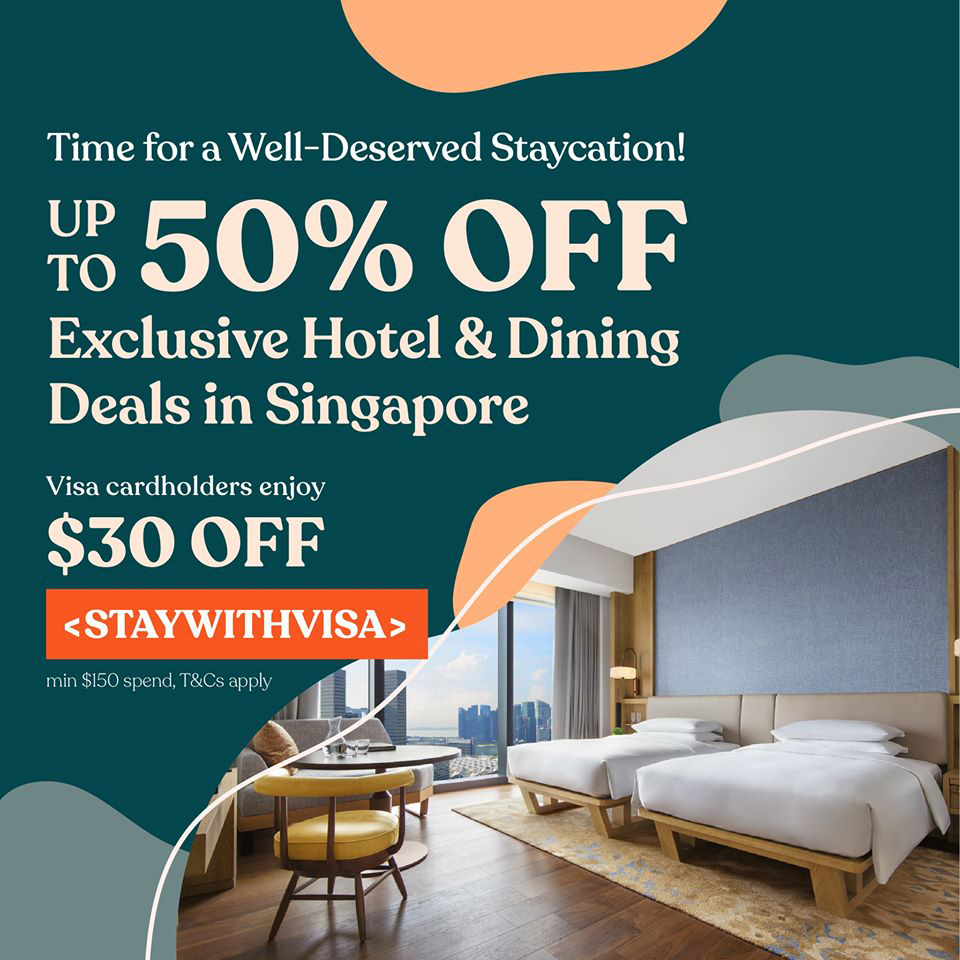 Time for a Well-Deserved Staycation!
UP TO 50% OFF
Exclusive Hotel & Dining
Deals in Singapore
Visa cardholders enjoy
$30 OFF
<STAYWITHVISA>
min $150 spend, T&Cs apply